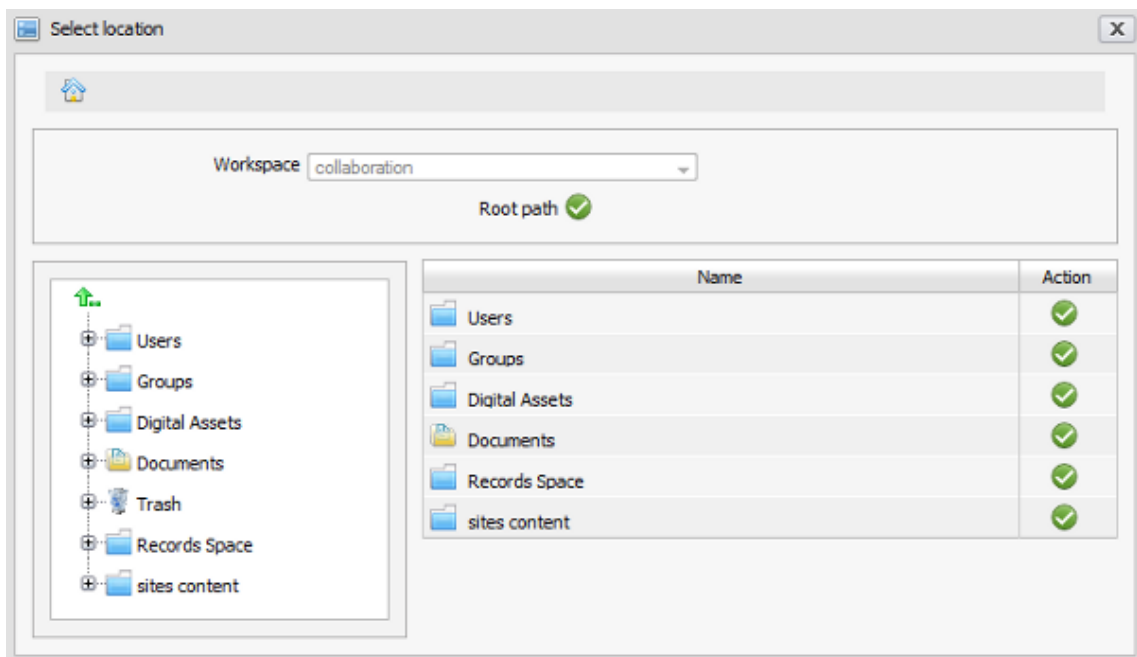 Select location
Workspace collaboration
Root path
Users
Groups
Digital Assets
Documents
Trash
Records Space
sites content
Name Action
Users
Groups
Digital Assets
Documents
Records Space
sites content